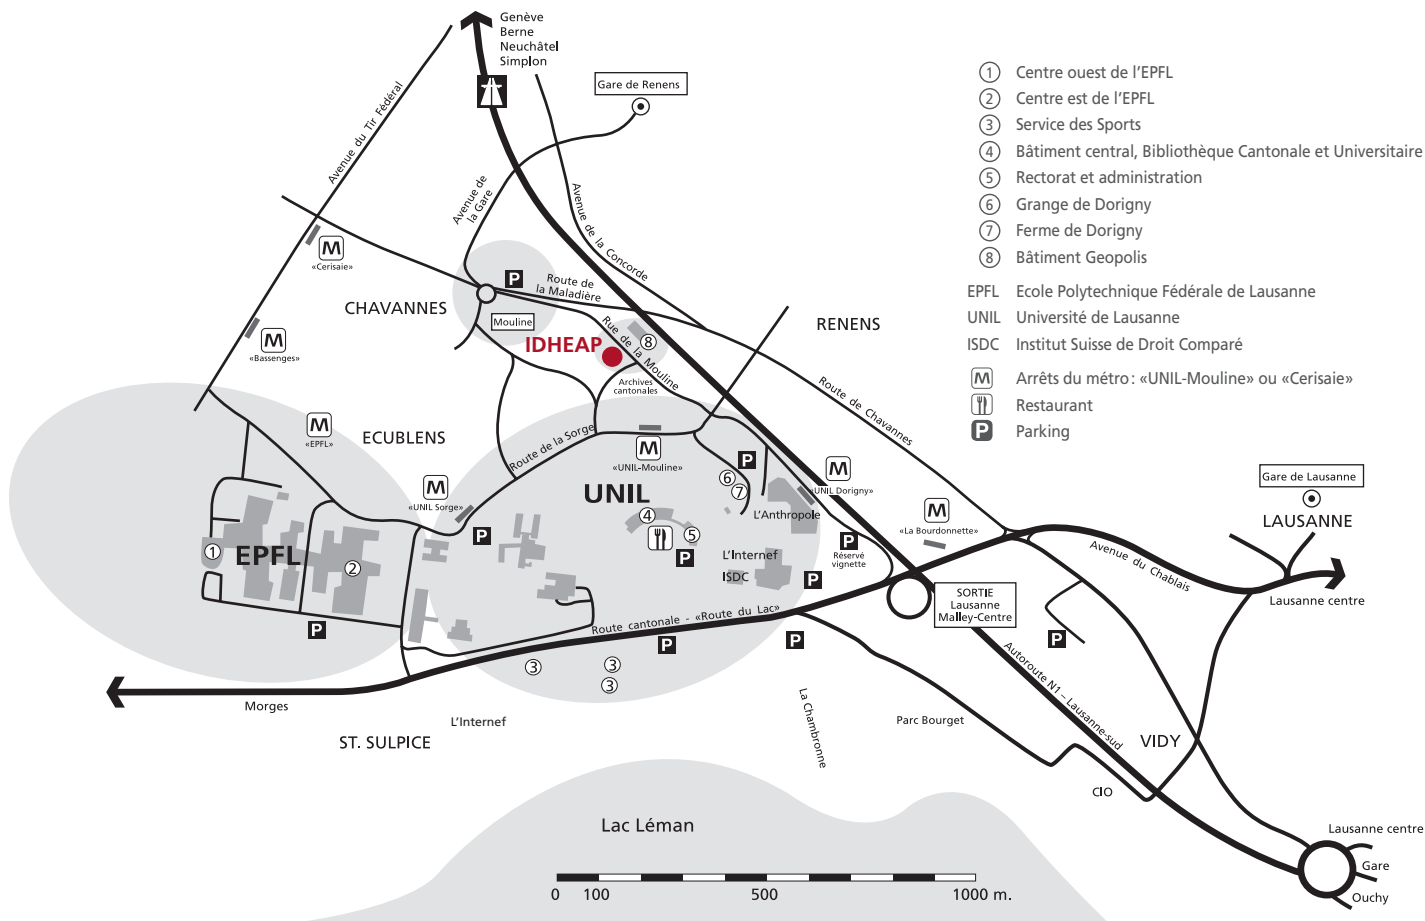 Genève
Berne
Neuchâtel
Simplon
Gare de Renens
Avenue du Tir Fédéral
Avenue de
la Gare
Avenue de la Concorde
M
«Cerisaie»
P
Route de
la Maladière
CHAVANNES
Mouline
Rue de la Mouline
IDHEAP
8
RENENS
M
«Bassenges»
Archives
cantonales
Route de Chavannes
M
«EPFL»
ECUBLENS
Route de la Sorge
M
«UNIL-Mouline»
P
6
7
M
«UNIL Dorigny»
M
«UNIL Sorge»
UNIL
L'Anthropole
M
«La Bourdonnette»
Gare de Lausanne
LAUSANNE
P
4
5
P
L'Internef
ISDC
P
Réservé
vignette
P
1
EPFL
2
Avenue du Chablais
Lausanne centre
SORTIE
Lausanne
Malley-Centre
P
P
Route cantonale - «Route du Lac»
P
P
3
3
3
Autoroute N1 – Lausanne-sud
Morges
L'Internef
La Chambronne
Parc Bourget
ST. SULPICE
VIDY
CIO
Lac Léman
Lausanne centre
Gare
Ouchy
0 100 500 1000 m.
1 Centre ouest de l'EPFL
2 Centre est de l'EPFL
3 Service des Sports
4 Bâtiment central, Bibliothèque Cantonale et Universitaire
5 Rectorat et administration
6 Grange de Dorigny
7 Ferme de Dorigny
8 Bâtiment Geopolis
EPFL Ecole Polytechnique Fédérale de Lausanne
UNIL Université de Lausanne
ISDC Institut Suisse de Droit Comparé
M Arrêts du métro: «UNIL-Mouline» ou «Cerisaie»
Restaurant
P Parking